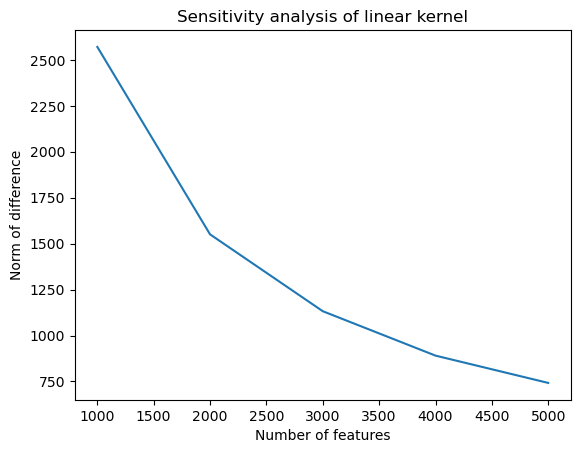 Sensitivity analysis of linear kernel
Norm of difference
2500
2250
2000
1750
1500
1250
1000
750
1000 1500 2000 2500 3000 3500 4000 4500 5000
Number of features